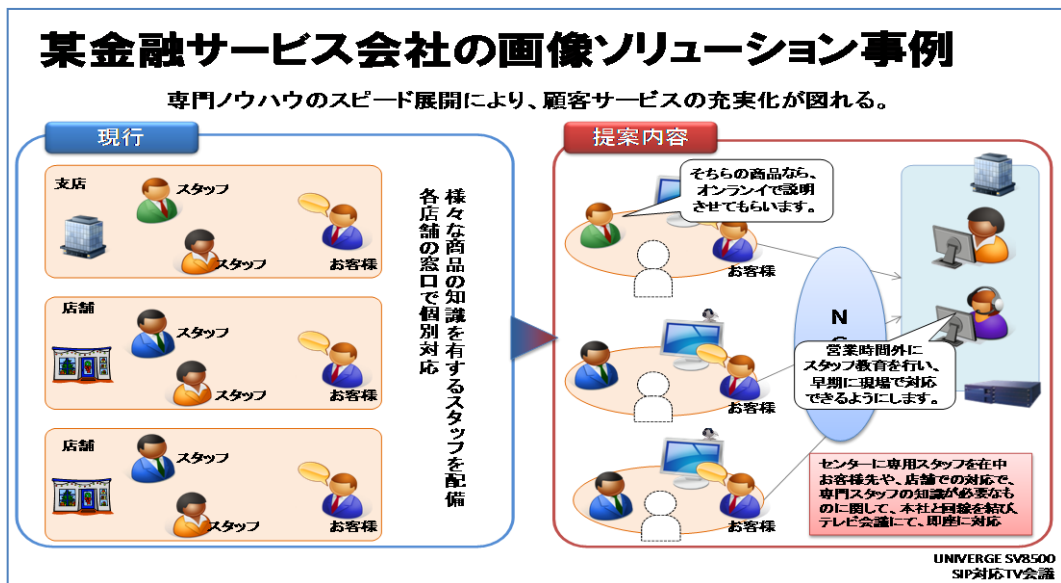 某金融サービス会社の画像ソリューション事例
専門ノウハウのスピード展開により、顧客サービスの充実化が図れる。
現行
支店
スタッフ
スタッフ
お客様
店舗
スタッフ
スタッフ
お客様
店舗
スタッフ
スタッフ
お客様
様々な商品の知識を有するスタッフを配備
各店舗の窓口で個別対応
提案内容
そちらの商品なら、
オンランイで説明
させてもらいます。
お客様
お客様
お客様
N
営業時間外に
スタッフ教育を行い、
早期に現場で対応
できるようにします。
センターに専用スタッフを在中
お客様先や、店舗での対応で、
専門スタッフの知識が必要なも
のに関して、本社と回線を結び、
テレビ会議にて、即座に対応
UNIVERGE SV8500
SIP対応TV会議